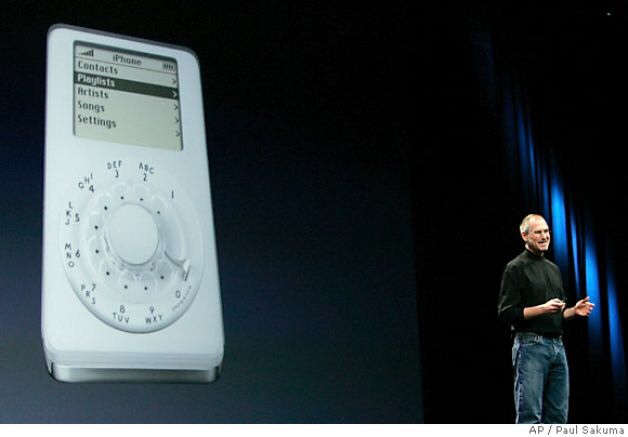 iPhone
Contacts
Playlists >
Artists >
Songs >
Settings >
>
ABC
2
DEF
3
1
GHI
4
JKL
5
MNO
6
PRS
7
TUV
8
WXY
9
0
OPERATOR
AP / Paul Sakuma